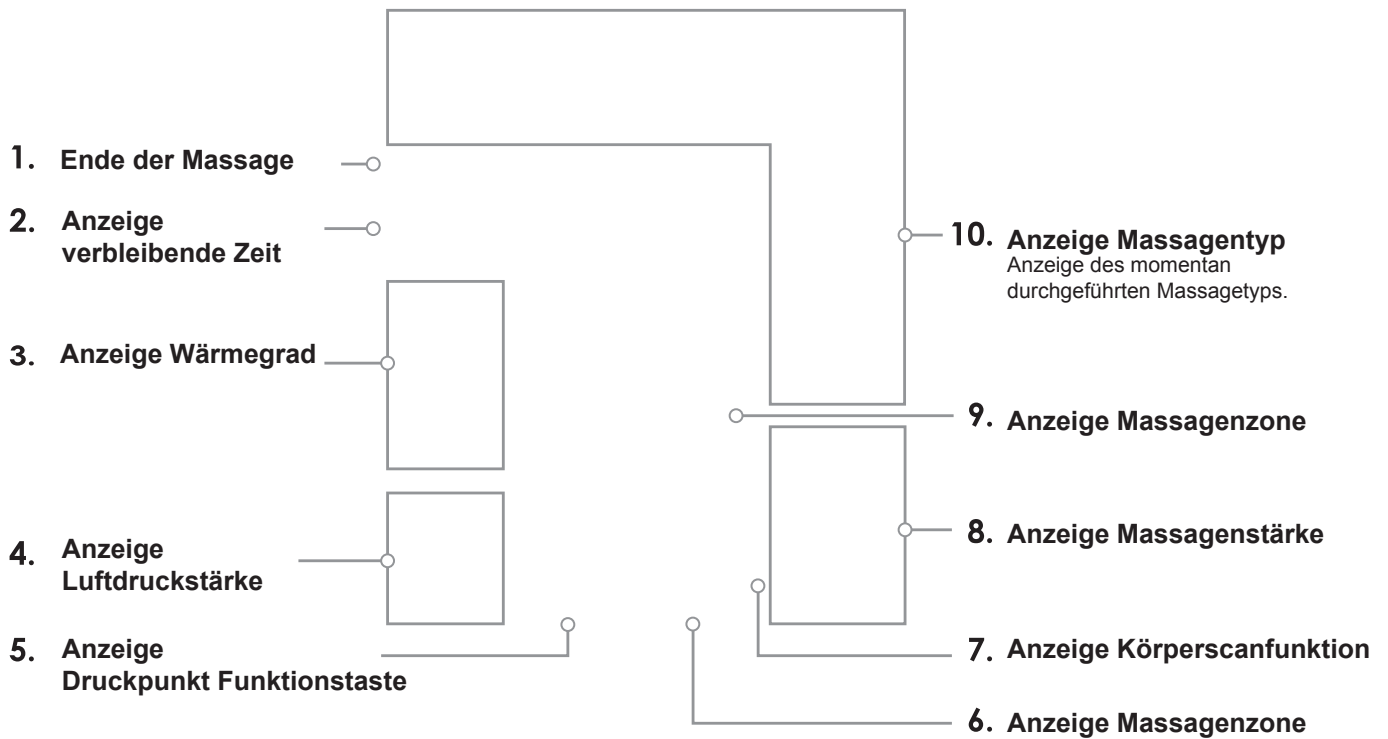 1. Ende der Massage
2. Anzeige
verbleibende Zeit
3. Anzeige Wärmegrad
4. Anzeige
Luftdruckstärke
5. Anzeige
Druckpunkt Funktionstaste
10. Anzeige Massagentyp
Anzeige des momentan
durchgeführten Massagetyps.
9. Anzeige Massagenzone
8. Anzeige Massagenstärke
7. Anzeige Körperscanfunktion
6. Anzeige Massagenzone